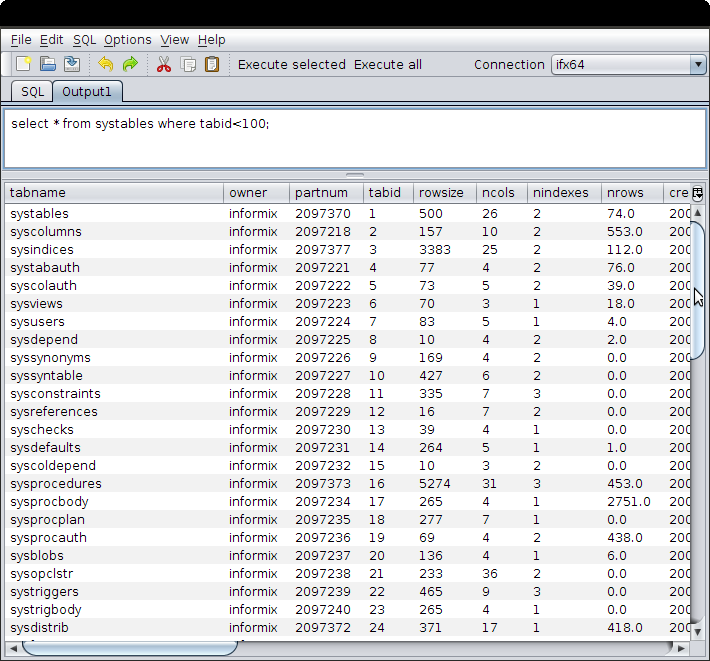 File Edit SQL Options View Help
Execute selected Execute all Connection ifx64
SQL Output1
select * from systables where tabid<100;
tabname owner partnum tabid rowsize ncols nindexes nrows cre
systables informix 2097370 1 500 26 2 74.0 200
syscolumns informix 2097218 2 157 10 2 553.0 200
sysindices informix 2097377 3 3383 25 2 112.0 200
systabauth informix 2097221 4 77 4 2 76.0 200
syscolauth informix 2097222 5 73 5 2 39.0 200
sysviews informix 2097223 6 70 3 1 18.0 200
sysusers informix 2097224 7 83 5 1 4.0 200
sysdepend informix 2097225 8 10 4 2 2.0 200
syssynonyms informix 2097226 9 169 4 2 0.0 200
syssyntable informix 2097227 10 427 6 2 0.0 200
sysconstraints informix 2097228 11 335 7 3 0.0 200
sysreferences informix 2097229 12 16 7 2 0.0 200
syschecks informix 2097230 13 39 4 1 0.0 200
sysdefaults informix 2097231 14 264 5 1 1.0 200
syscoldepend informix 2097232 15 10 3 2 0.0 200
sysprocedures informix 2097373 16 5274 31 3 453.0 200
sysprocbody informix 2097234 17 265 4 1 2751.0 200
sysprocplan informix 2097235 18 277 7 1 0.0 200
sysprocauth informix 2097236 19 69 4 2 438.0 200
sysblobs informix 2097237 20 136 4 1 6.0 200
sysopclstr informix 2097238 21 233 36 2 0.0 200
systriggers informix 2097239 22 465 9 3 0.0 200
systrigbody informix 2097240 23 265 4 1 0.0 200
sysdistrib informix 2097372 24 371 17 1 418.0 200